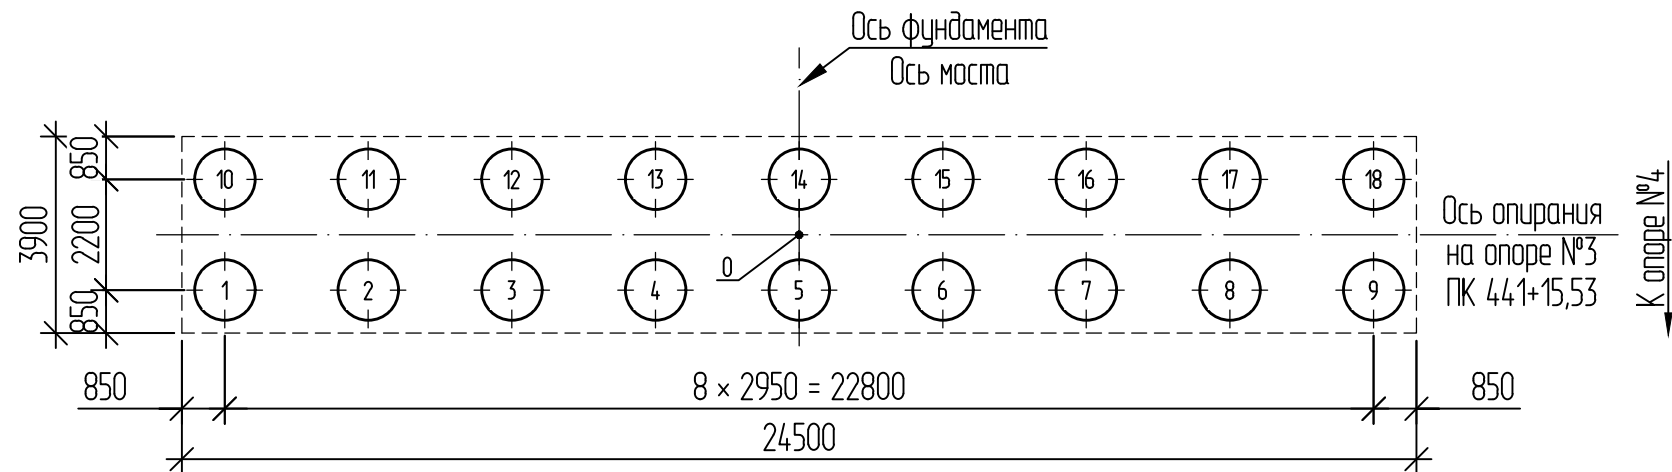 Ось фундамента
Ось моста
850
2200
850
3900
10 11 12 13 14 15 16 17 18
0
1 2 3 4 5 6 7 8 9
Ось опирания
на опоре №3
ПК 441+15,53
К опоре №4
850
8 × 2950 = 22800
850
24500